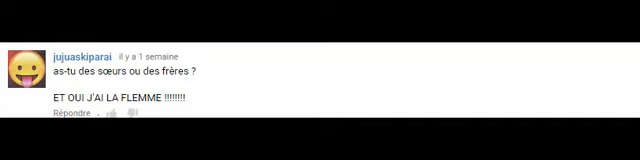 jujuaskiparai il y a 1 semaine
as-tu des sœurs ou des frères ?
ET OUI J'AI LA FLEMME !!!!!!!!
Répondre